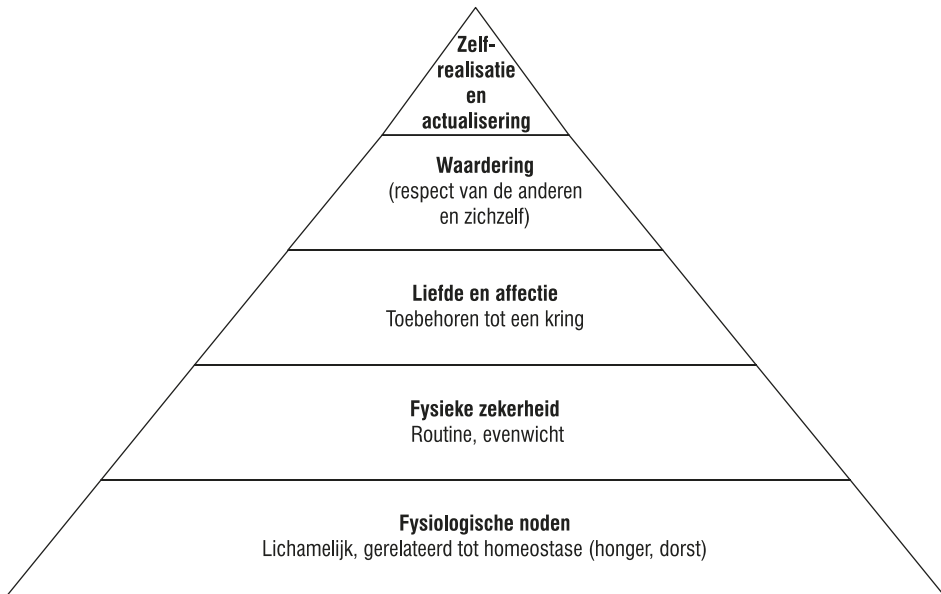 Zelf-
realisatie
en
actualisering
Waardering
(respect van de anderen
en zichzelf)
Liefde en affectie
Toebehoren tot een kring
Fysieke zekerheid
Routine, evenwicht
Fysiologische noden
Lichamelijk, gerelateerd tot homeostase (honger, dorst)